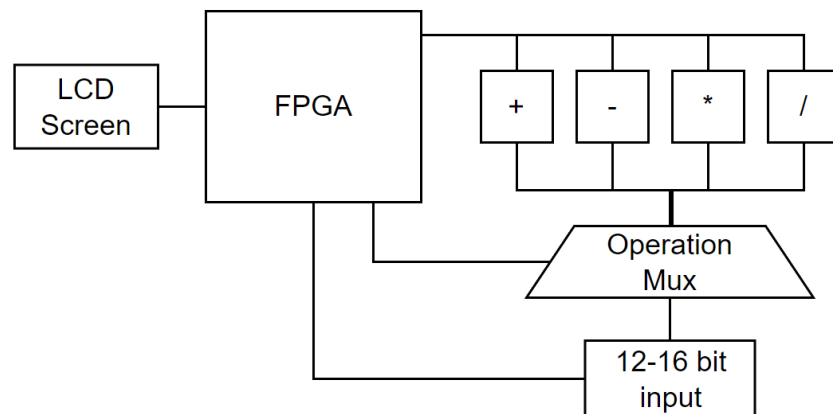 LCD
Screen
FPGA
+
-
*
/
Operation
Mux
12-16 bit
input